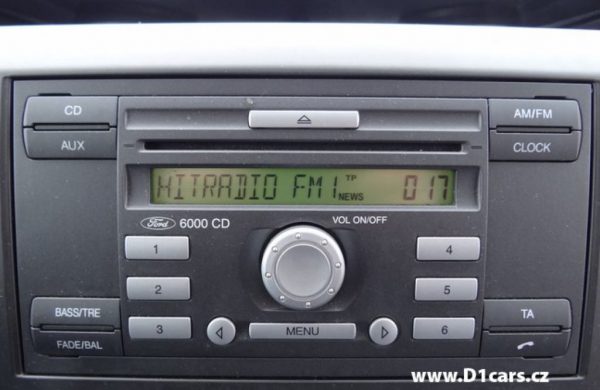 CD
AM/FM
AUX
CLOCK
HITRADIO FM1 TP NEWS 017
Ford 6000 CD
VOL ON/OFF
1
4
2
5
BASS/TRE
TA
3
6
MENU
FADE/BAL
www.D1cars.cz